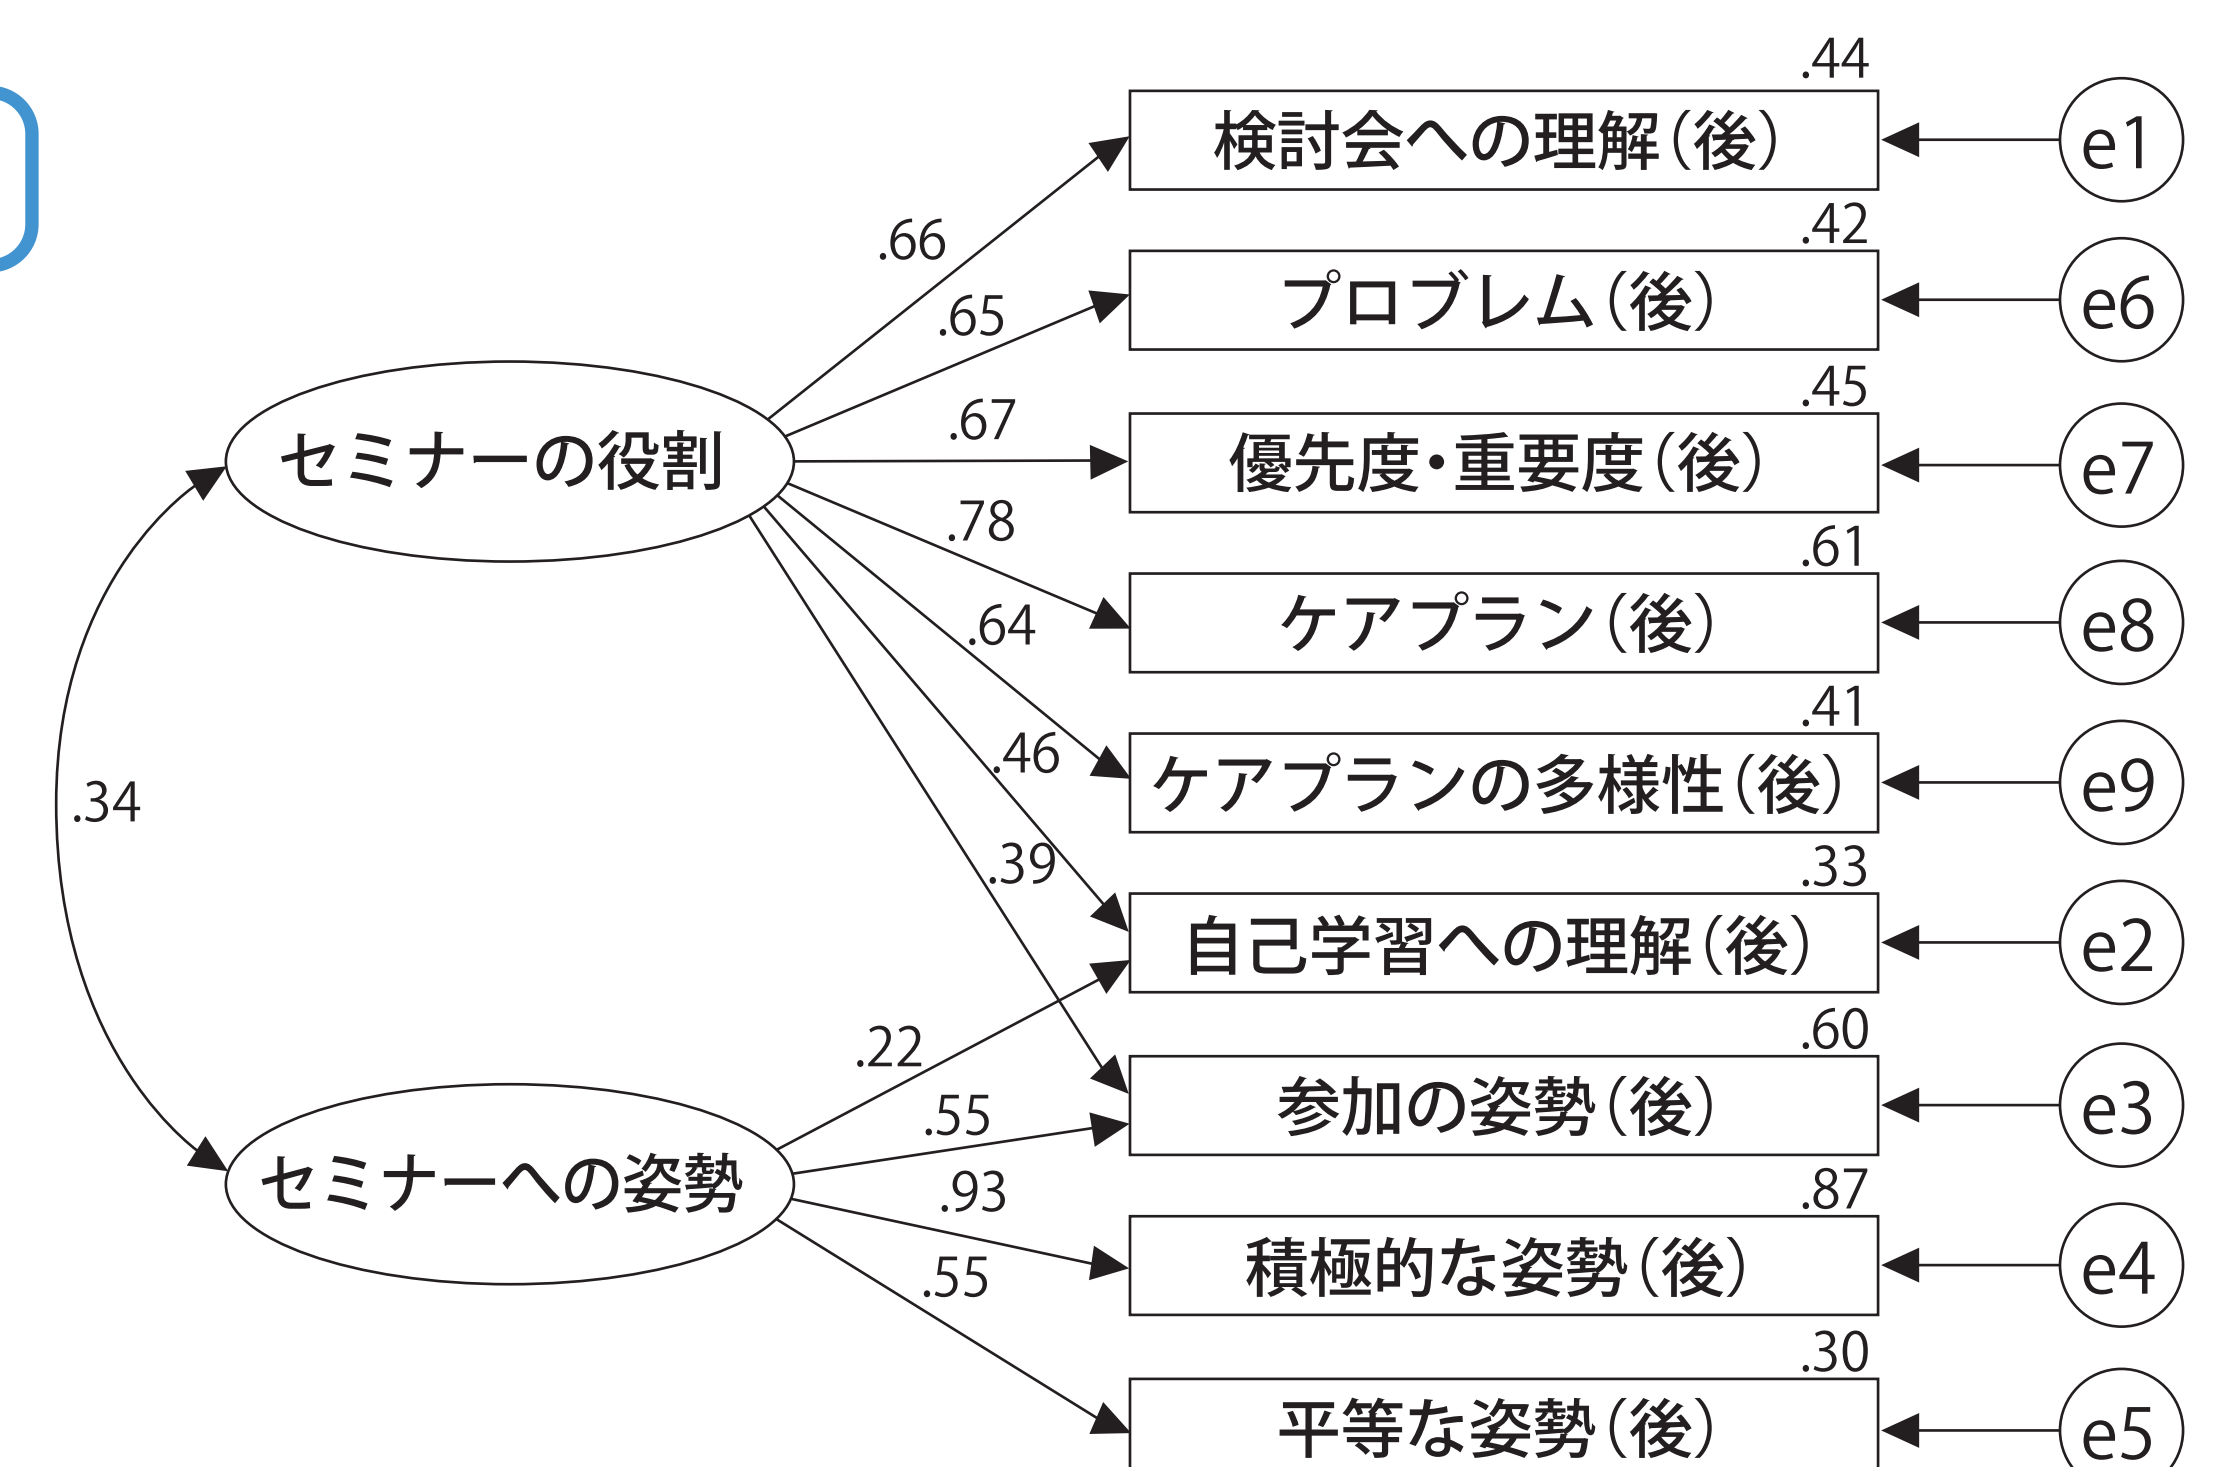 .44
検討会への理解(後)
e1
.66
.42
プロブレム(後)
e6
.65
.45
.67
優先度・重要度(後)
e7
セミナーの役割
.78
.61
ケアプラン(後)
e8
.64
.41
.46
ケアプランの多様性(後)
e9
.34
.39
.33
自己学習への理解(後)
e2
.22
.60
参加の姿勢(後)
e3
.55
セミナーへの姿勢
.93
.87
積極的な姿勢(後)
e4
.55
.30
平等な姿勢(後)
e5